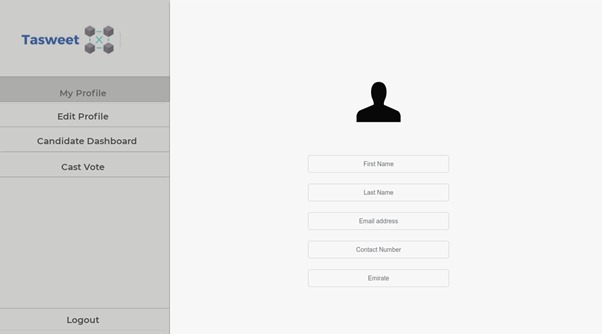 Tasweet
My Profile
Edit Profile
Candidate Dashboard
Cast Vote
Logout
First Name
Last Name
Email address
Contact Number
Emirate